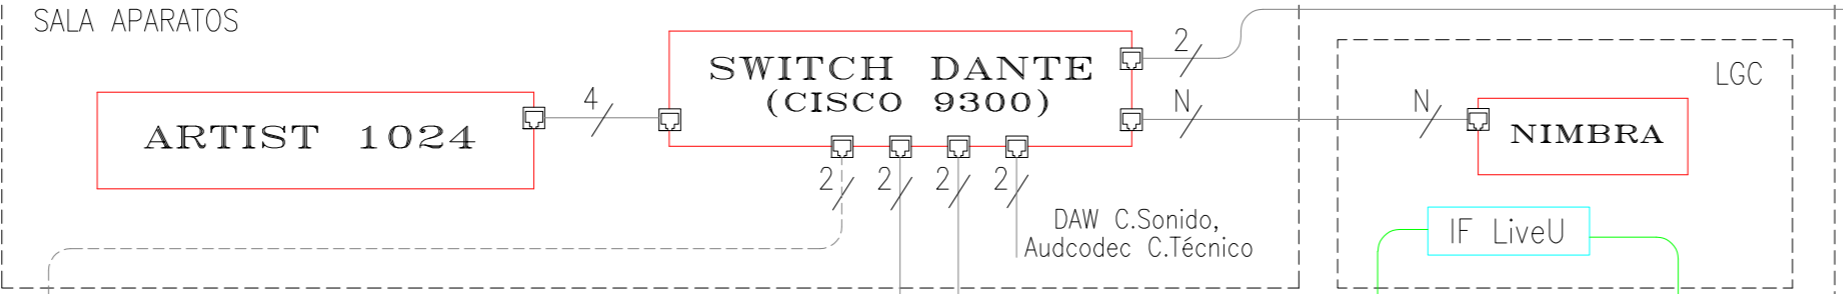 SALA APARATOS
2
SWITCH DANTE
LGC
(CISCO 9300)
4
N
N
ARTIST 1024
NIMBRA
2
2
2
2
DAW C.Sonido,
Audcodec C.Técnico
IF LiveU